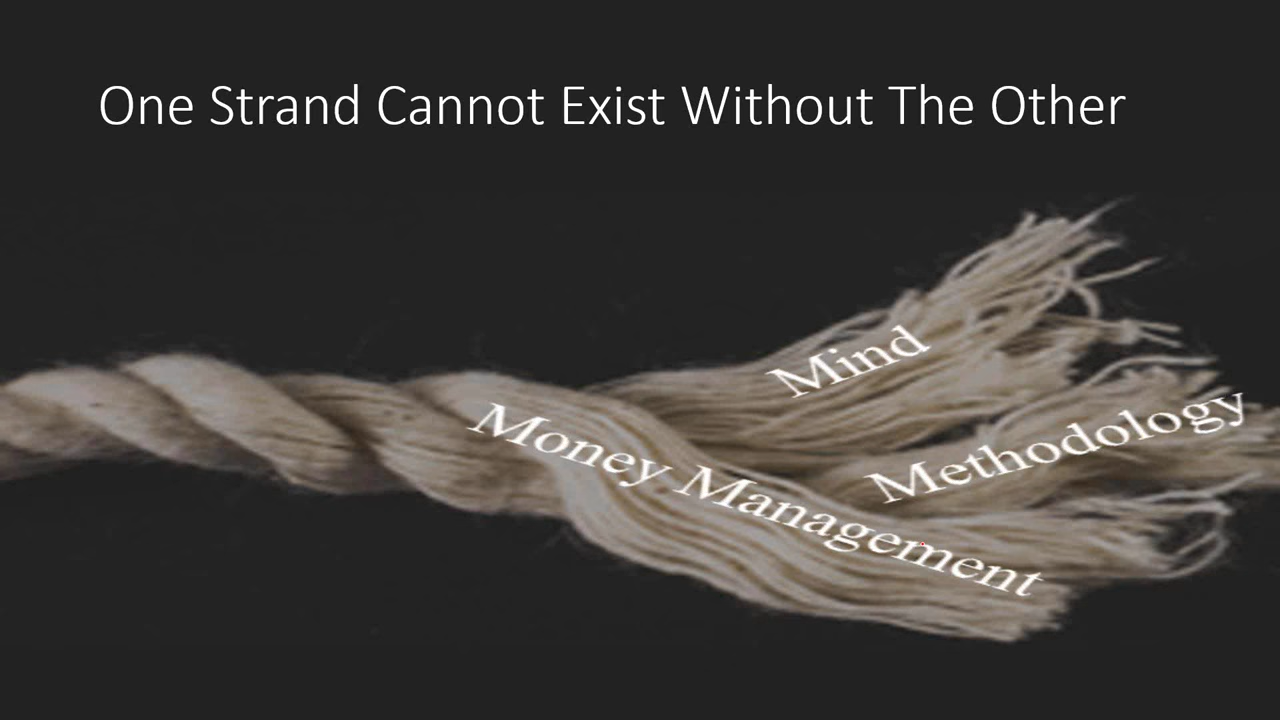 One Strand Cannot Exist Without The Other
Mind
Methodology
Money Management